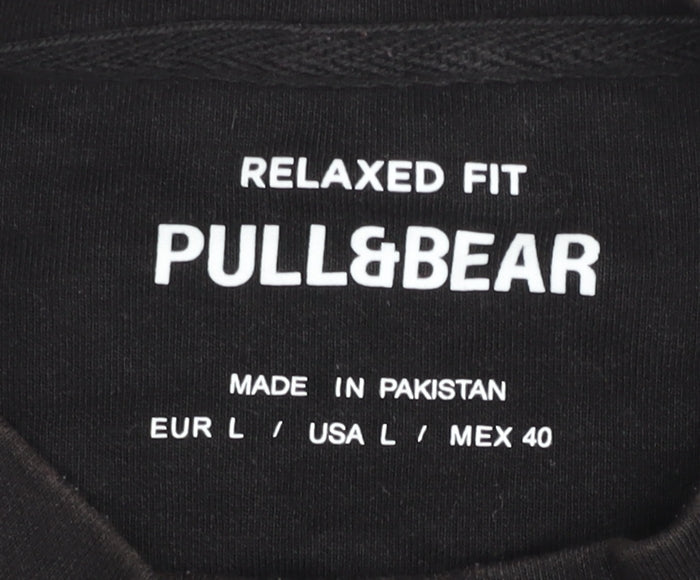 RELAXED FIT
PULL&BEAR
MADE IN PAKISTAN
EUR L / USA L / MEX 40